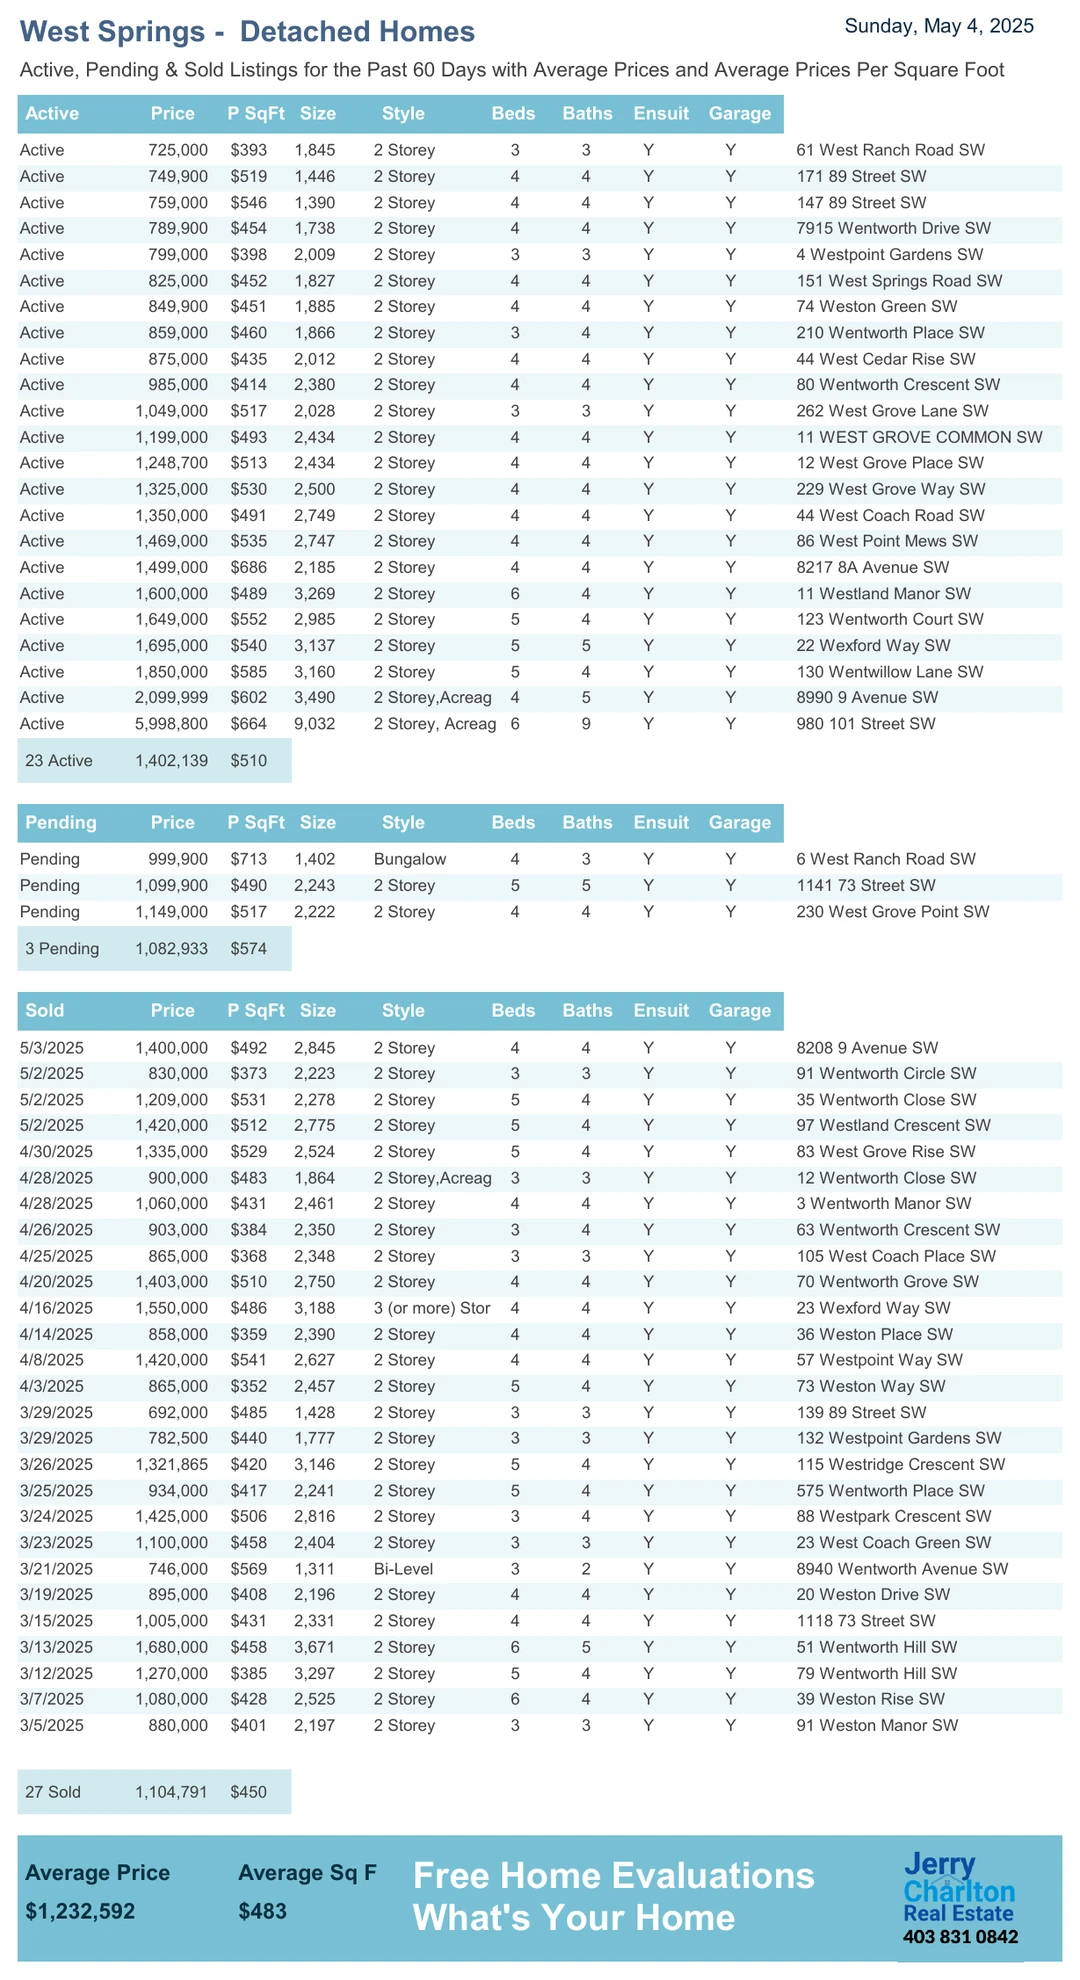 West Springs -  Detached Homes
Sunday, May 4, 2025
Active, Pending & Sold Listings for the Past 60 Days with Average Prices and Average Prices Per Square Foot
Active Price P SqFt Size Style Beds Baths Ensuit Garage
Active 725,000 $393 1,845 2 Storey 3 3 Y Y 61 West Ranch Road SW
Active 749,900 $519 1,446 2 Storey 4 4 Y Y 171 89 Street SW
Active 759,000 $546 1,390 2 Storey 4 4 Y Y 147 89 Street SW
Active 789,900 $454 1,738 2 Storey 4 4 Y Y 7915 Wentworth Drive SW
Active 799,000 $398 2,009 2 Storey 3 3 Y Y 4 Westpoint Gardens SW
Active 825,000 $452 1,827 2 Storey 4 4 Y Y 151 West Springs Road SW
Active 849,900 $451 1,885 2 Storey 4 4 Y Y 74 Weston Green SW
Active 859,000 $460 1,866 2 Storey 3 4 Y Y 210 Wentworth Place SW
Active 875,000 $435 2,012 2 Storey 4 4 Y Y 44 West Cedar Rise SW
Active 985,000 $414 2,380 2 Storey 4 4 Y Y 80 Wentworth Crescent SW
Active 1,049,000 $517 2,028 2 Storey 3 3 Y Y 262 West Grove Lane SW
Active 1,199,000 $493 2,434 2 Storey 4 4 Y Y 11 WEST GROVE COMMON SW
Active 1,248,700 $513 2,434 2 Storey 4 4 Y Y 12 West Grove Place SW
Active 1,325,000 $530 2,500 2 Storey 4 4 Y Y 229 West Grove Way SW
Active 1,350,000 $491 2,749 2 Storey 4 4 Y Y 44 West Coach Road SW
Active 1,469,000 $535 2,747 2 Storey 4 4 Y Y 86 West Point Mews SW
Active 1,499,000 $686 2,185 2 Storey 4 4 Y Y 8217 8A Avenue SW
Active 1,600,000 $489 3,269 2 Storey 6 4 Y Y 11 Westland Manor SW
Active 1,649,000 $552 2,985 2 Storey 5 4 Y Y 123 Wentworth Court SW
Active 1,695,000 $540 3,137 2 Storey 5 5 Y Y 22 Wexford Way SW
Active 1,850,000 $585 3,160 2 Storey 5 4 Y Y 130 Wentwillow Lane SW
Active 2,099,999 $602 3,490 2 Storey,Acreag 4 5 Y Y 8990 9 Avenue SW
Active 5,998,800 $664 9,032 2 Storey, Acreag 6 9 Y Y 980 101 Street SW
23 Active 1,402,139 $510
Pending Price P SqFt Size Style Beds Baths Ensuit Garage
Pending 999,900 $713 1,402 Bungalow 4 3 Y Y 6 West Ranch Road SW
Pending 1,099,900 $490 2,243 2 Storey 5 5 Y Y 1141 73 Street SW
Pending 1,149,000 $517 2,222 2 Storey 4 4 Y Y 230 West Grove Point SW
3 Pending 1,082,933 $574
Sold Price P SqFt Size Style Beds Baths Ensuit Garage
5/3/2025 1,400,000 $492 2,845 2 Storey 4 4 Y Y 8208 9 Avenue SW
5/2/2025 830,000 $373 2,223 2 Storey 3 3 Y Y 91 Wentworth Circle SW
5/2/2025 1,209,000 $531 2,278 2 Storey 5 4 Y Y 35 Wentworth Close SW
5/2/2025 1,420,000 $512 2,775 2 Storey 5 4 Y Y 97 Westland Crescent SW
4/30/2025 1,335,000 $529 2,524 2 Storey 5 4 Y Y 83 West Grove Rise SW
4/28/2025 900,000 $483 1,864 2 Storey,Acreag 3 3 Y Y 12 Wentworth Close SW
4/28/2025 1,060,000 $431 2,461 2 Storey 4 4 Y Y 3 Wentworth Manor SW
4/26/2025 903,000 $384 2,350 2 Storey 3 4 Y Y 63 Wentworth Crescent SW
4/25/2025 865,000 $368 2,348 2 Storey 3 3 Y Y 105 West Coach Place SW
4/20/2025 1,403,000 $510 2,750 2 Storey 4 4 Y Y 70 Wentworth Grove SW
4/16/2025 1,550,000 $486 3,188 3 (or more) Stor 4 4 Y Y 23 Wexford Way SW
4/14/2025 858,000 $359 2,390 2 Storey 4 4 Y Y 36 Weston Place SW
4/8/2025 1,420,000 $541 2,627 2 Storey 4 4 Y Y 57 Westpoint Way SW
4/3/2025 865,000 $352 2,457 2 Storey 5 4 Y Y 73 Weston Way SW
3/29/2025 692,000 $485 1,428 2 Storey 3 3 Y Y 139 89 Street SW
3/29/2025 782,500 $440 1,777 2 Storey 3 3 Y Y 132 Westpoint Gardens SW
3/26/2025 1,321,865 $420 3,146 2 Storey 5 4 Y Y 115 Westridge Crescent SW
3/25/2025 934,000 $417 2,241 2 Storey 5 4 Y Y 575 Wentworth Place SW
3/24/2025 1,425,000 $506 2,816 2 Storey 3 4 Y Y 88 Westpark Crescent SW
3/23/2025 1,100,000 $458 2,404 2 Storey 3 3 Y Y 23 West Coach Green SW
3/21/2025 746,000 $569 1,311 Bi-Level 3 2 Y Y 8940 Wentworth Avenue SW
3/19/2025 895,000 $408 2,196 2 Storey 4 4 Y Y 20 Weston Drive SW
3/15/2025 1,005,000 $431 2,331 2 Storey 4 4 Y Y 1118 73 Street SW
3/13/2025 1,680,000 $458 3,671 2 Storey 6 5 Y Y 51 Wentworth Hill SW
3/12/2025 1,270,000 $385 3,297 2 Storey 5 4 Y Y 79 Wentworth Hill SW
3/7/2025 1,080,000 $428 2,525 2 Storey 6 4 Y Y 39 Weston Rise SW
3/5/2025 880,000 $401 2,197 2 Storey 3 3 Y Y 91 Weston Manor SW
27 Sold 1,104,791 $450
Average Price Average Sq F
$1,232,592 $483
Free Home Evaluations
What's Your Home
Jerry
Charlton
Real Estate
403 831 0842